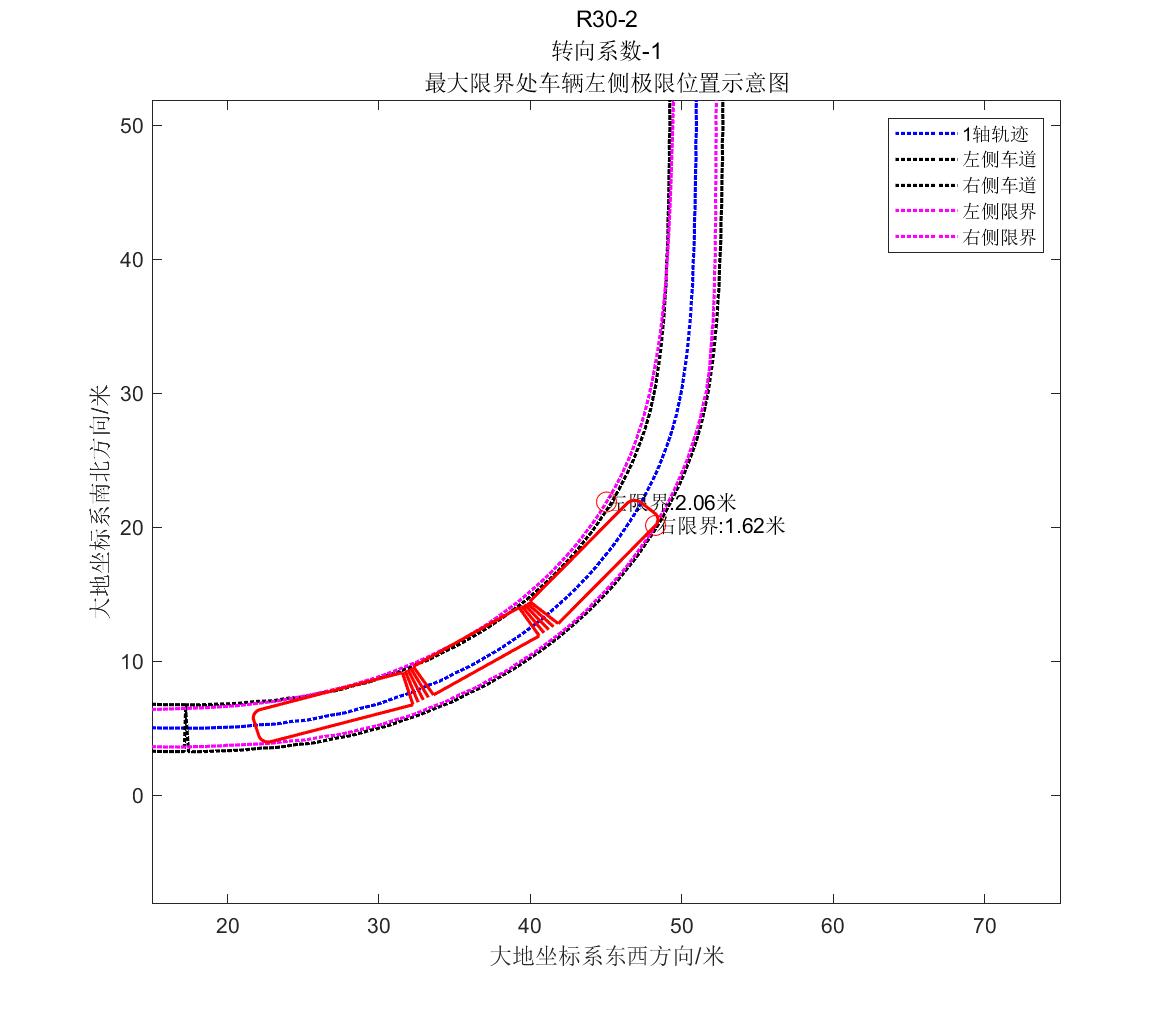 R30-2
转向系数-1
最大限界处车辆左侧极限位置示意图
50
40
30
20
10
0
大地坐标系南北方向/米
1轴轨迹
左侧车道
右侧车道
左侧限界
右侧限界
左限界:2.06米
右限界:1.62米
20
30
40
50
60
70
大地坐标系东西方向/米